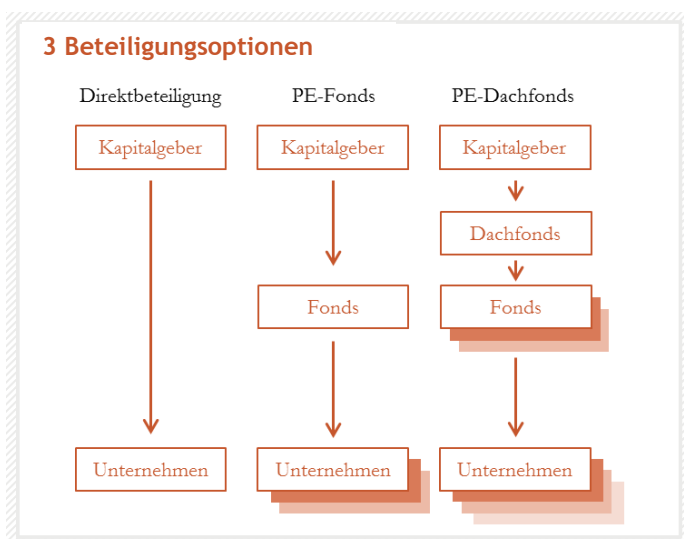 3 Beteiligungsoptionen
Direktbeteiligung PE-Fonds PE-Dachfonds
Kapitalgeber Kapitalgeber Kapitalgeber
Dachfonds
Fonds Fonds
Unternehmen Unternehmen Unternehmen